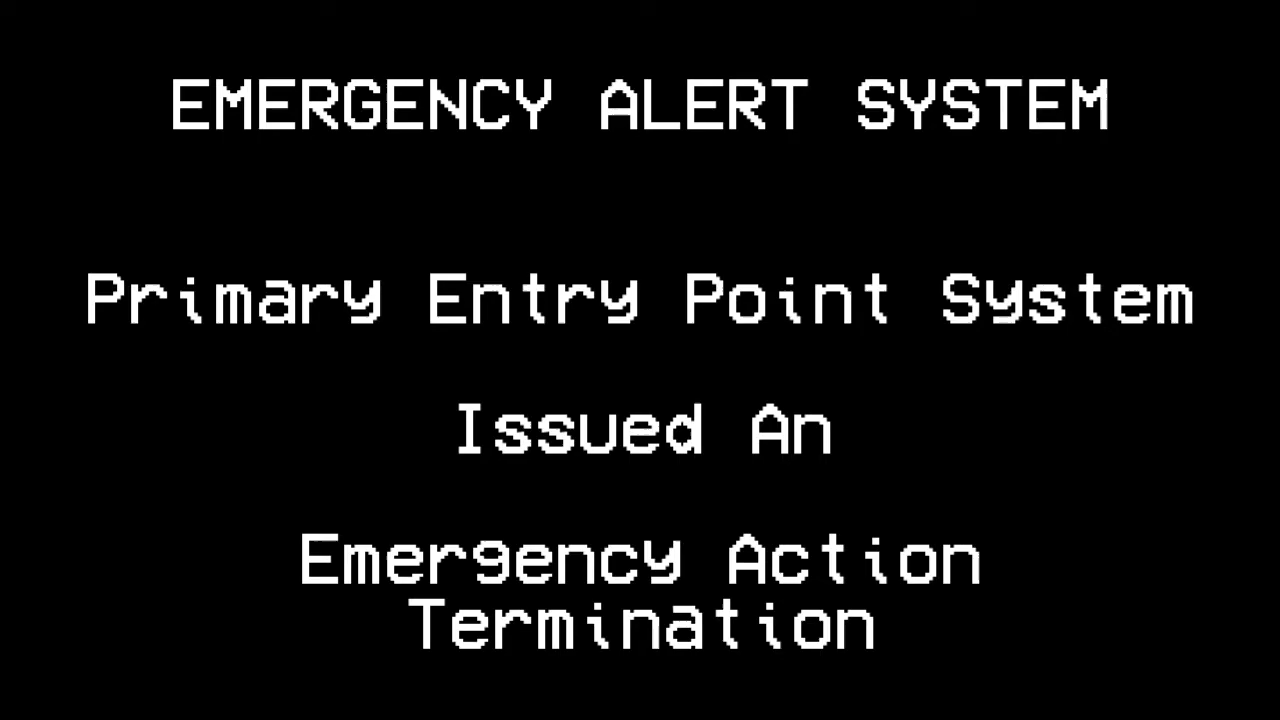 EMERGENCY ALERT SYSTEM
Primary Entry Point System
Issued An
Emergency Action
Termination